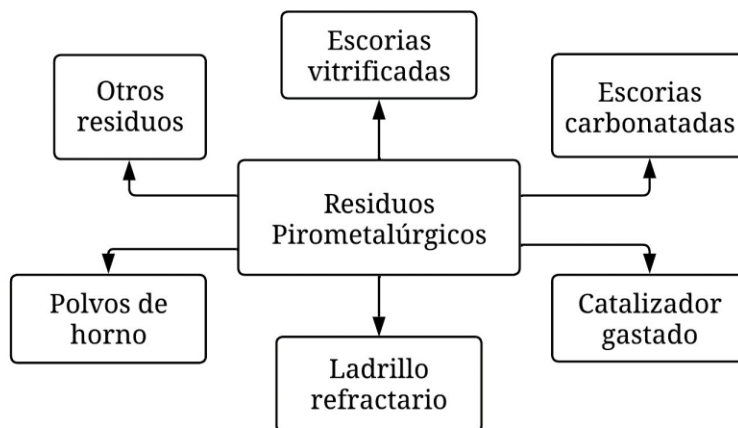 Escorias
vitrificadas
Otros
residuos
Escorias
carbonatadas
Residuos
Pirometalúrgicos
Polvos de
horno
Catalizador
gastado
Ladrillo
refractario